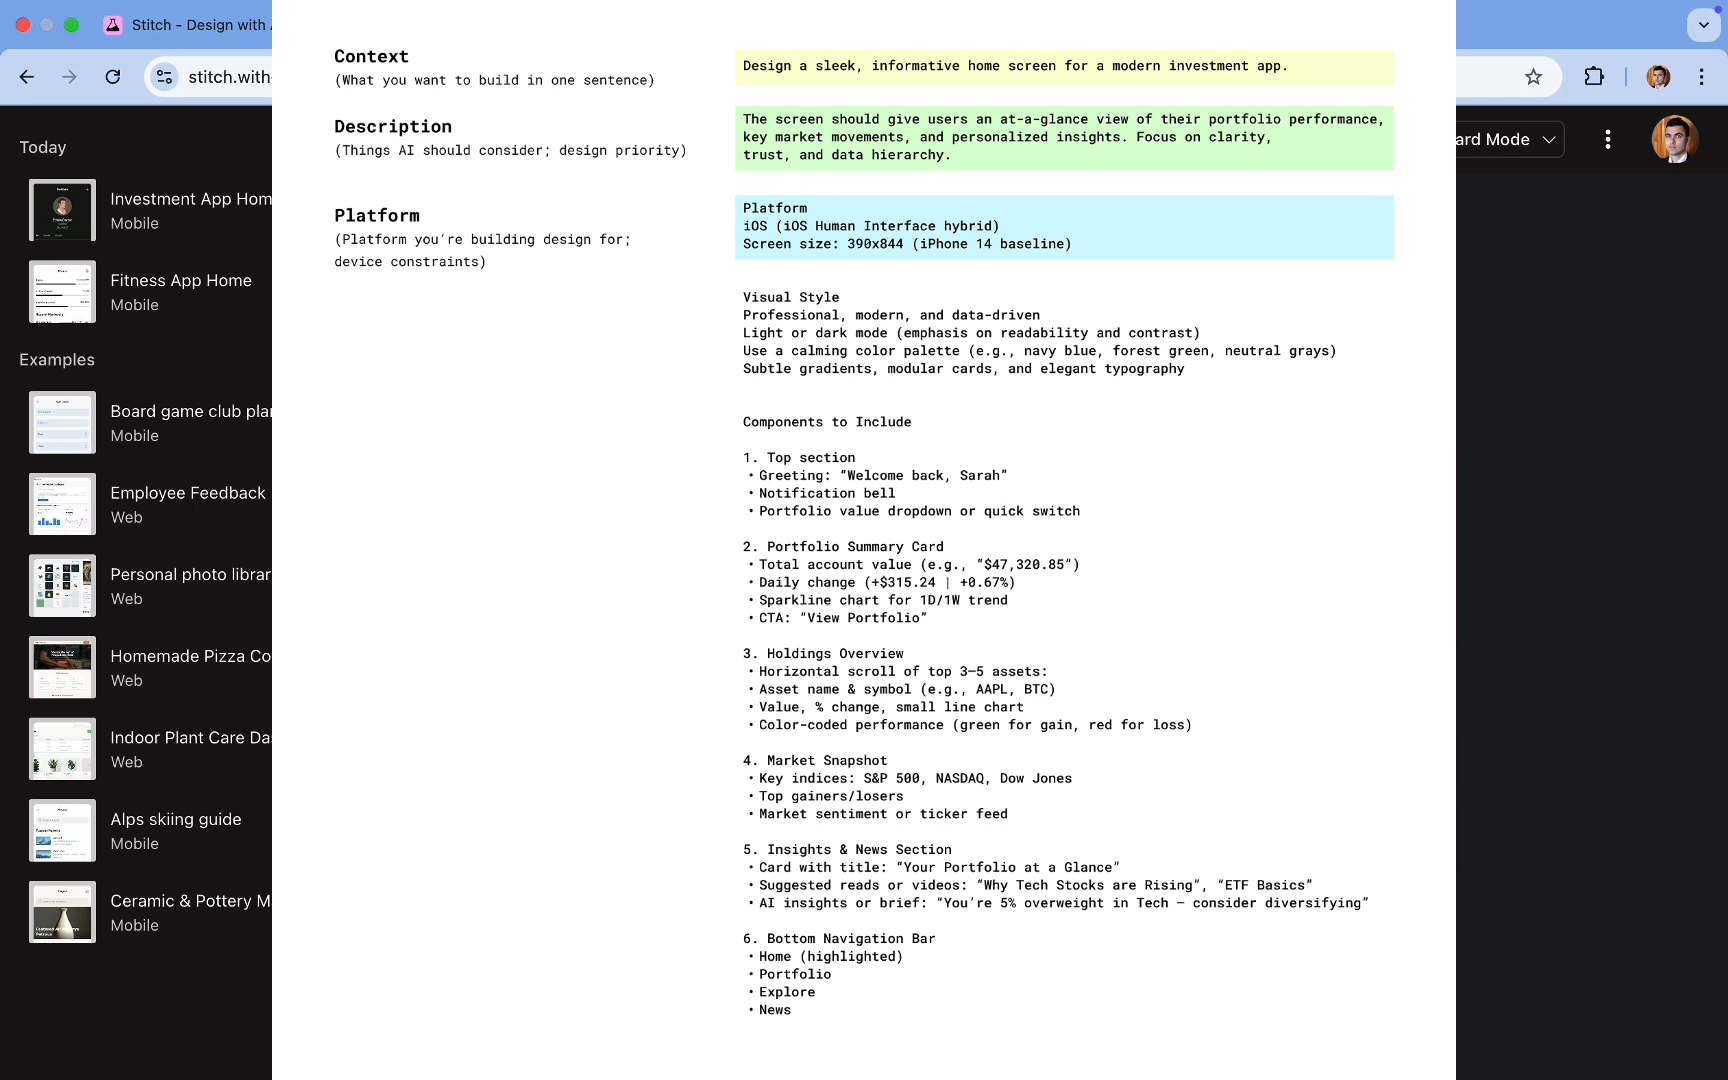 Stitch - Design with
stitch.with
Today
Investment App Hom
Mobile
Fitness App Home
Mobile
Examples
Board game club pla
Mobile
Employee Feedback
Web
Personal photo librar
Web
Homemade Pizza Co
Web
Indoor Plant Care Da
Web
Alps skiing guide
Mobile
Ceramic & Pottery M
Mobile
Context
(What you want to build in one sentence)
Description
(Things AI should consider; design priority)
Platform
(Platform you're building design for;
device constraints)
Design a sleek, informative home screen for a modern investment app.
The screen should give users an at-a-glance view of their portfolio performance,
key market movements, and personalized insights. Focus on clarity,
trust, and data hierarchy.
Platform
iOS (iOS Human Interface hybrid)
Screen size: 390x844 (iPhone 14 baseline)
Visual Style
Professional, modern, and data-driven
Light or dark mode (emphasis on readability and contrast)
Use a calming color palette (e.g., navy blue, forest green, neutral grays)
Subtle gradients, modular cards, and elegant typography
Components to Include
1. Top section
• Greeting: “Welcome back, Sarah”
• Notification bell
• Portfolio value dropdown or quick switch
2. Portfolio Summary Card
• Total account value (e.g., “$47,320.85”)
• Daily change (+$315.24 | +0.67%)
• Sparkline chart for 1D/1W trend
• CTA: “View Portfolio”
3. Holdings Overview
• Horizontal scroll of top 3–5 assets:
• Asset name & symbol (e.g., AAPL, BTC)
• Value, % change, small line chart
• Color-coded performance (green for gain, red for loss)
4. Market Snapshot
• Key indices: S&P 500, NASDAQ, Dow Jones
• Top gainers/losers
• Market sentiment or ticker feed
5. Insights & News Section
• Card with title: “Your Portfolio at a Glance”
• Suggested reads or videos: “Why Tech Stocks are Rising”, “ETF Basics”
• AI insights or brief: “You’re 5% overweight in Tech – consider diversifying”
6. Bottom Navigation Bar
• Home (highlighted)
• Portfolio
• Explore
• News
ard Mode